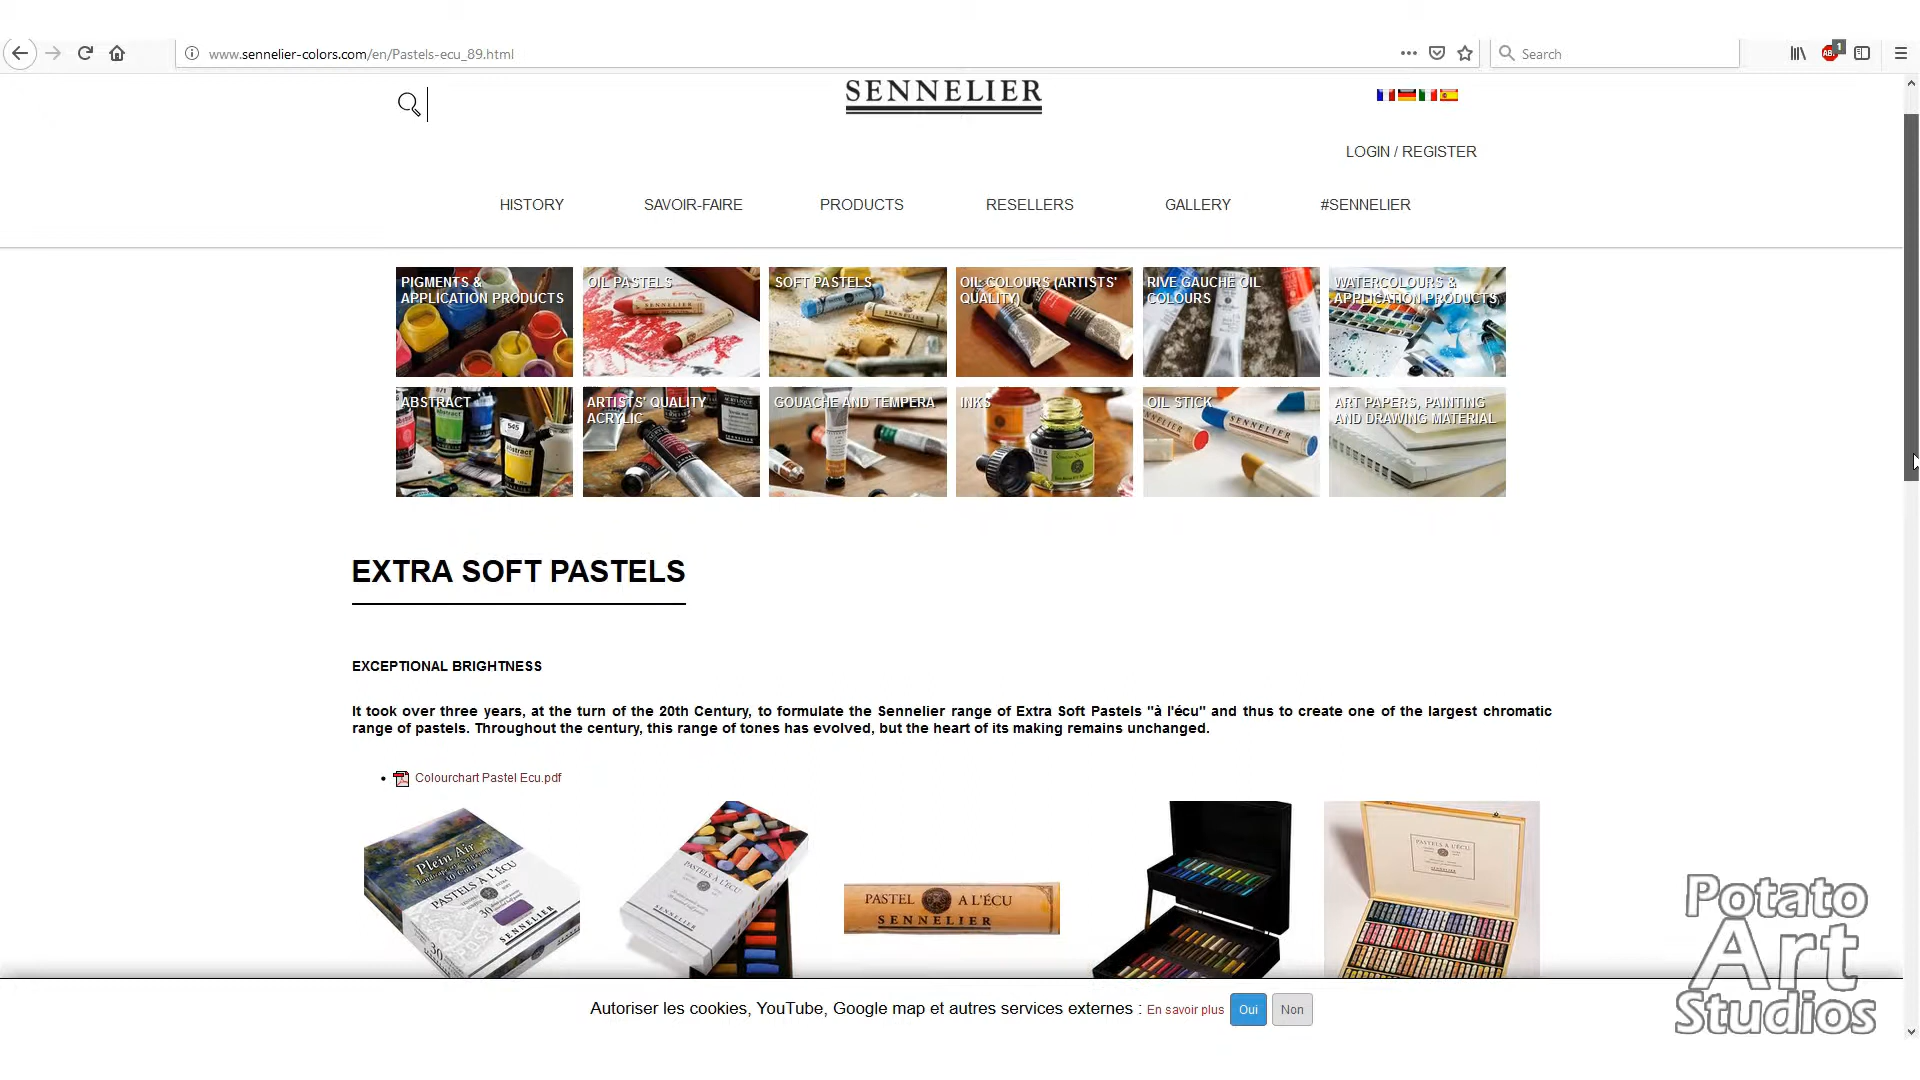 www.sennelier-colors.com/en/Pastels-ecu_89.html
Search
1
SENNELIER
LOGIN / REGISTER
HISTORY
SAVOIR-FAIRE
PRODUCTS
RESELLERS
GALLERY
#SENNELIER
PIGMENTS &
APPLICATION PRODUCTS
OIL PASTELS
SOFT PASTELS
OIL COLOURS (ARTISTS'
QUALITY)
RIVE GAUCHE OIL
COLOURS
WATERCOLOURS &
APPLICATION PRODUCTS
ABSTRACT
ARTISTS' QUALITY
ACRYLIC
GOUACHE AND TEMPERA
INKS
OIL STICK
ART PAPERS, PAINTING
AND DRAWING MATERIAL
EXTRA SOFT PASTELS
EXCEPTIONAL BRIGHTNESS
It took over three years, at the turn of the 20th Century, to formulate the Sennelier range of Extra Soft Pastels "à l'écu" and thus to create one of the largest chromatic
range of pastels. Throughout the century, this range of tones has evolved, but the heart of its making remains unchanged.
Colourchart Pastel Ecu.pdf
Plein Air
PASTELS À L'ÉCU
30
SENNELIER
PASTELS À L'ÉCU
PASTEL A L'ÉCU
SENNELIER
PASTELS A L'ÉCU
Autoriser les cookies, YouTube, Google map et autres services externes : En savoir plus Oui Non
Potato
Art
Studios